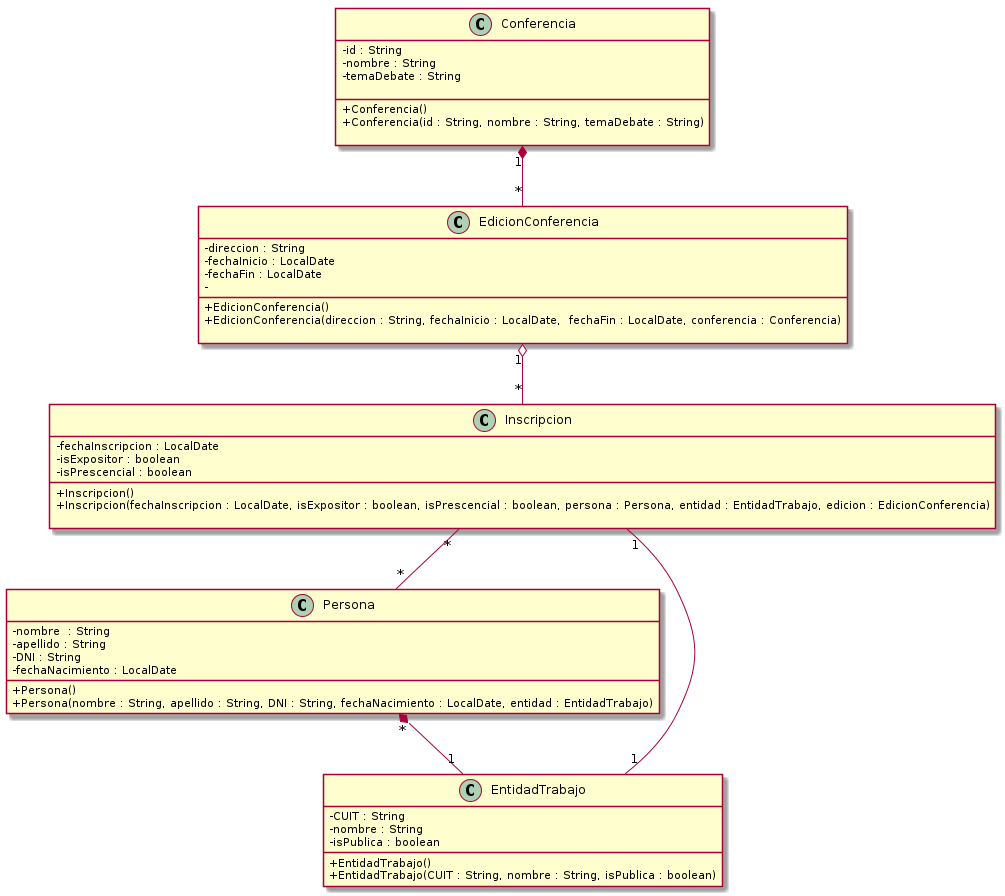 C Conferencia
-id : String
-nombre : String
-temaDebate : String
+Conferencia()
+Conferencia(id : String, nombre : String, temaDebate : String)
1
*
C EdicionConferencia
-direccion : String
-fechaInicio : LocalDate
-fechaFin : LocalDate
-
+EdicionConferencia()
+EdicionConferencia(direccion : String, fechaInicio : LocalDate,  fechaFin : LocalDate, conferencia : Conferencia)
1
*
C Inscripcion
-fechaInscripcion : LocalDate
-isExpositor : boolean
-isPrescencial : boolean
+Inscripcion()
+Inscripcion(fechaInscripcion : LocalDate, isExpositor : boolean, isPrescencial : boolean, persona : Persona, entidad : EntidadTrabajo, edicion : EdicionConferencia)
* 1
*
C Persona
-nombre  : String
-apellido : String
-DNI : String
-fechaNacimiento : LocalDate
+Persona()
+Persona(nombre : String, apellido : String, DNI : String, fechaNacimiento : LocalDate, entidad : EntidadTrabajo)
*
1 1
C EntidadTrabajo
-CUIT : String
-nombre : String
-isPublica : boolean
+EntidadTrabajo()
+EntidadTrabajo(CUIT : String, nombre : String, isPublica : boolean)